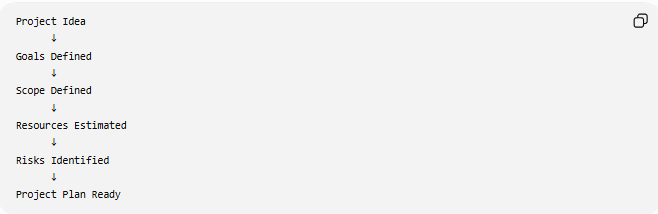 Project Idea
↓
Goals Defined
↓
Scope Defined
↓
Resources Estimated
↓
Risks Identified
↓
Project Plan Ready